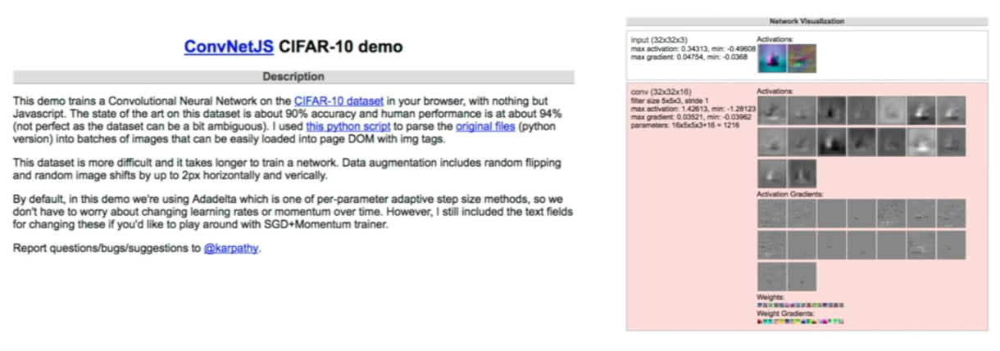 ConvNetJS CIFAR-10 demo
Description
This demo trains a Convolutional Neural Network on the CIFAR-10 dataset in your browser, with nothing but
Javascript. The state of the art on this dataset is about 90% accuracy and human performance is at about 94%
(not perfect as the dataset can be a bit ambiguous). I used this python script to parse the original files (python
version) into batches of images that can be easily loaded into page DOM with img tags.
This dataset is more difficult and it takes longer to train a network. Data augmentation includes random flipping
and random image shifts by up to 2px horizontally and verically.
By default, in this demo we're using Adadelta which is one of per-parameter adaptive step size methods, so we
don't have to worry about changing learning rates or momentum over time. However, I still included the text fields
for changing these if you'd like to play around with SGD+Momentum trainer.
Report questions/bugs/suggestions to @karpathy.
Network Visualization
input (32x32x3)
max activation: 0.34313, min: -0.49608
max gradient: 0.04754, min: -0.0368
Activations:
conv (32x32x16)
filter size 5x5x3, stride 1
max activation: 1.42613, min: -1.28123
max gradient: 0.03521, min: -0.03962
parameters: 16x5x5x3+16 = 1216
Activations:
Activation Gradients:
Weights:
Weight Gradients: